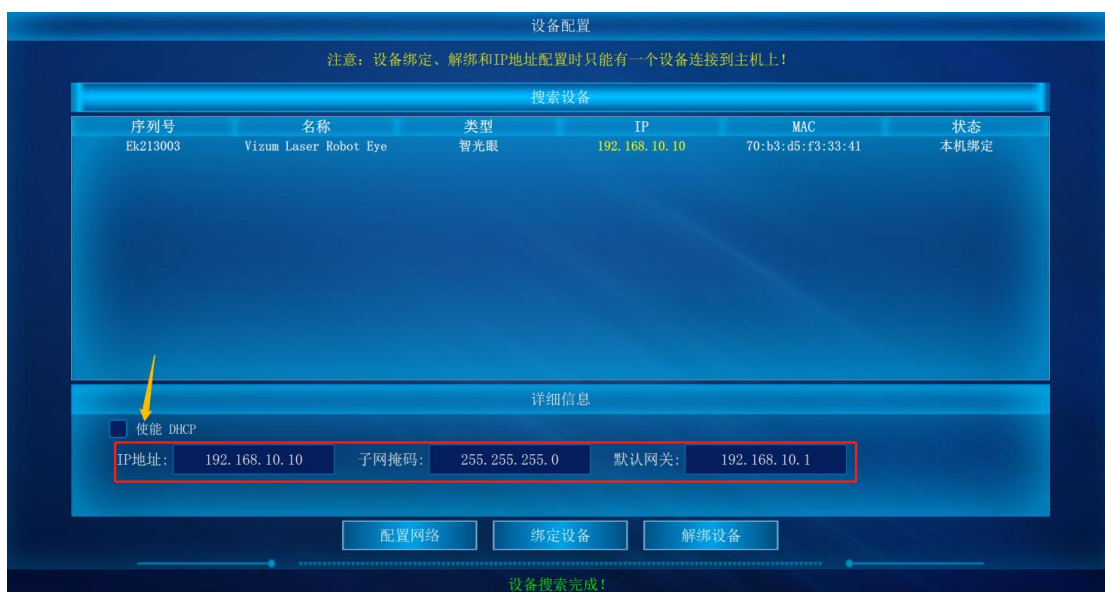 设备配置
注意：设备绑定、解绑和IP地址配置时只能有一个设备连接到主机上！
搜索设备
序列号 名称 类型 IP MAC 状态
Ek213003 Vizum Laser Robot Eye 智光眼 192.168.10.10 70:b3:d5:f3:33:41 本机绑定
详细信息
使能 DHCP
IP地址: 192.168.10.10 子网掩码: 255.255.255.0 默认网关: 192.168.10.1
配置网络 绑定设备 解绑设备
设备搜索完成！